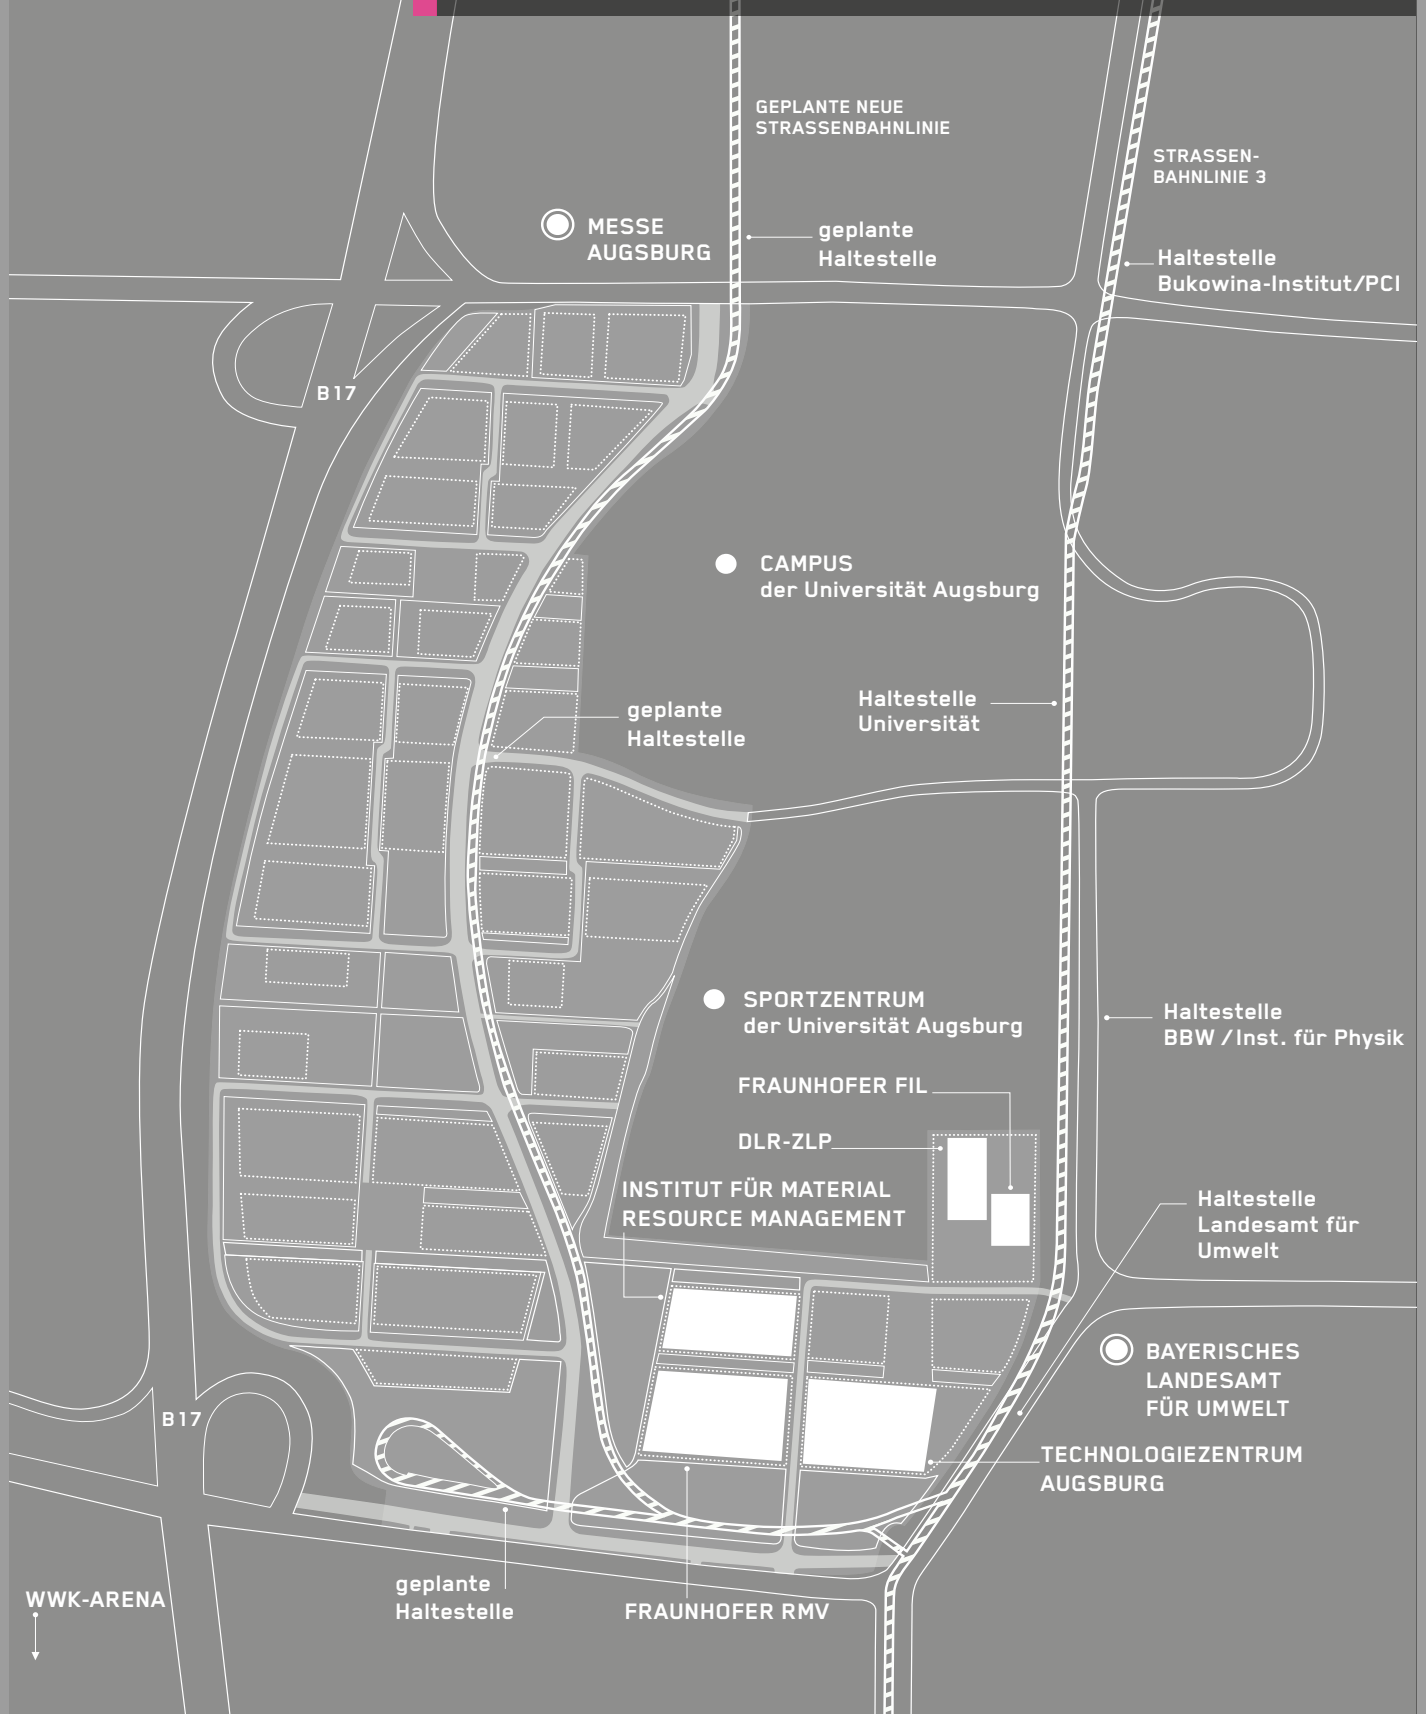 GEPLANTE NEUE
STRASSENBAHNLINIE
STRASSEN-
BAHNLINIE 3
MESSE
AUGSBURG
geplante
Haltestelle
Haltestelle
Bukowina-Institut/PCI
B17
CAMPUS
der Universität Augsburg
geplante
Haltestelle
Haltestelle
Universität
SPORTZENTRUM
der Universität Augsburg
Haltestelle
BBW / Inst. für Physik
FRAUNHOFER FIL
DLR-ZLP
INSTITUT FÜR MATERIAL
RESOURCE MANAGEMENT
Haltestelle
Landesamt für
Umwelt
BAYERISCHES
LANDESAMT
FÜR UMWELT
B17
TECHNOLOGIEZENTRUM
AUGSBURG
geplante
Haltestelle
FRAUNHOFER RMV
WWK-ARENA